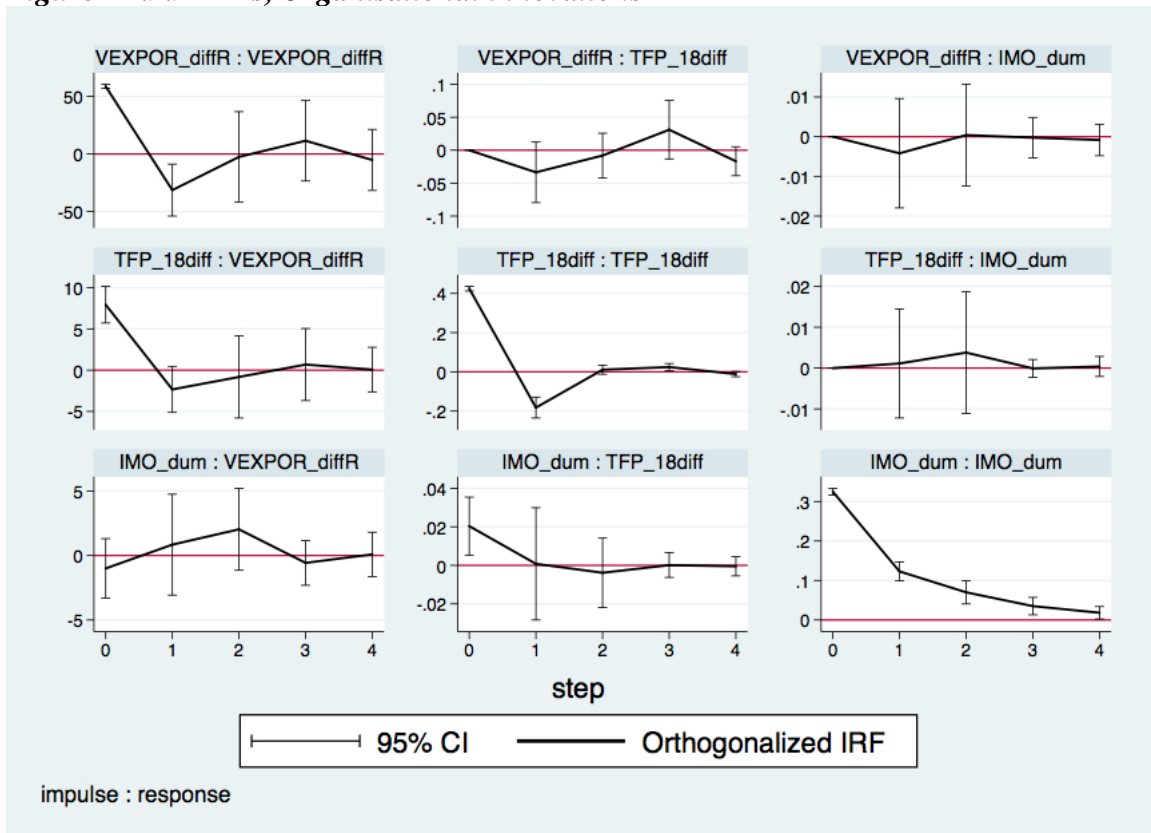 VEXPOR_diffR : VEXPOR_diffR
VEXPOR_diffR : TFP_18diff
VEXPOR_diffR : IMO_dum
50
0
-50
.1
.05
0
-.05
-.1
.01
0
-.01
-.02
TFP_18diff : VEXPOR_diffR
TFP_18diff : TFP_18diff
TFP_18diff : IMO_dum
10
5
0
-5
.4
.2
0
-.2
.02
.01
0
-.01
IMO_dum : VEXPOR_diffR
IMO_dum : TFP_18diff
IMO_dum : IMO_dum
5
0
-5
.04
.02
0
-.02
.3
.2
.1
0
0 1 2 3 4
0 1 2 3 4
0 1 2 3 4
step
95% CI
Orthogonalized IRF
impulse : response